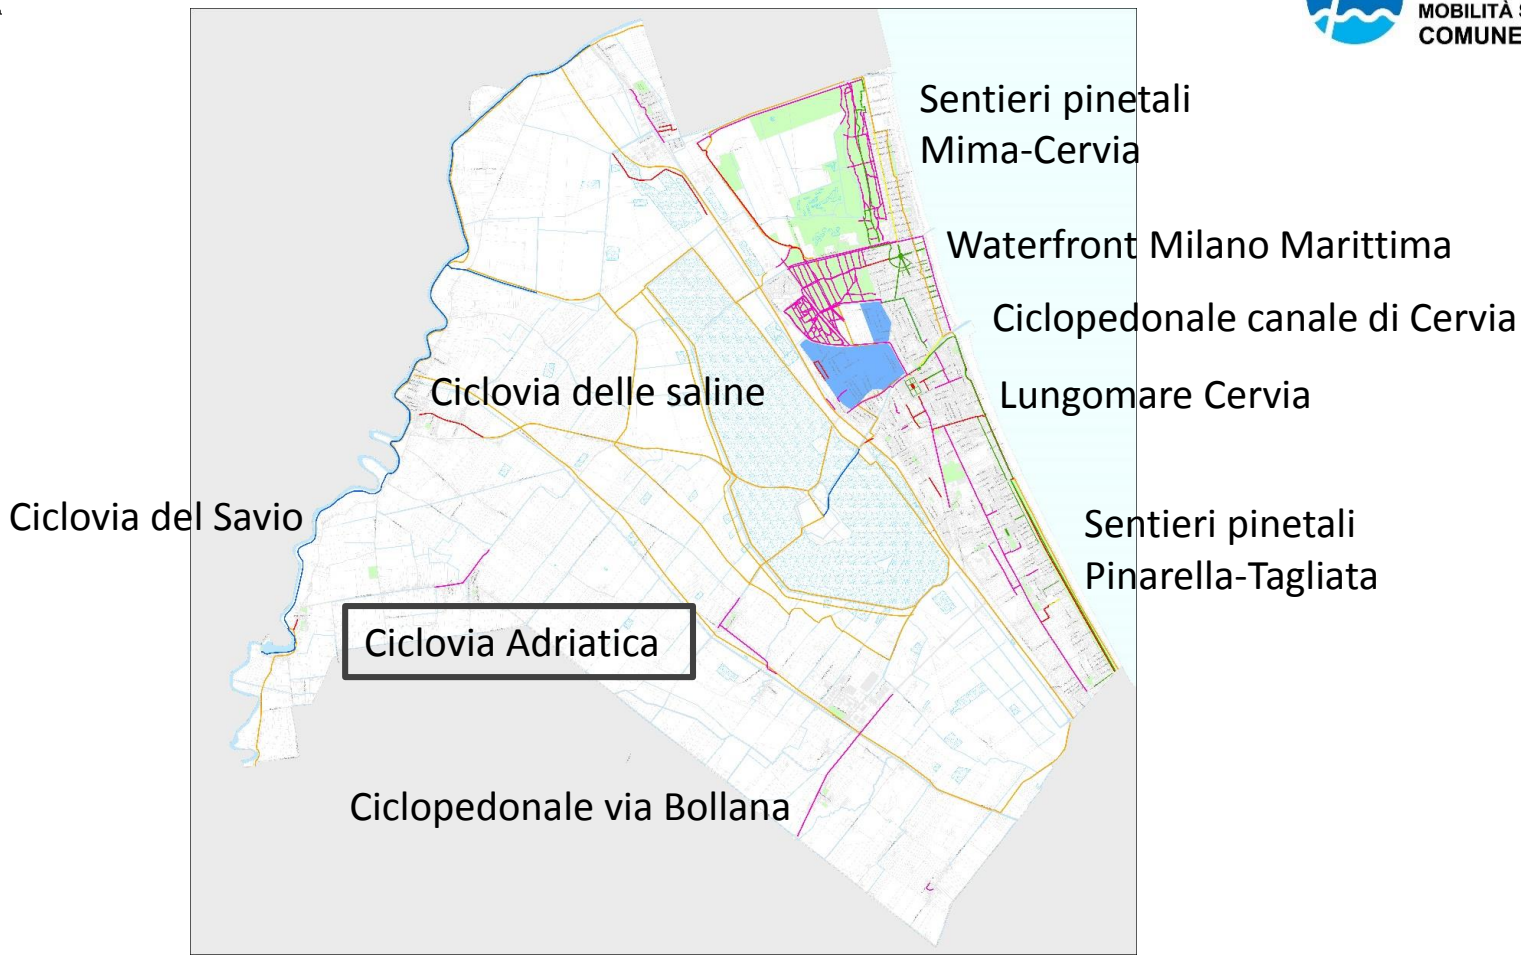 MOBILITÀ
COMUNE
Sentieri pinetali
Mima-Cervia
Waterfront Milano Marittima
Ciclopedonale canale di Cervia
Ciclovia delle saline
Lungomare Cervia
Ciclovia del Savio
Sentieri pinetali
Pinarella-Tagliata
Ciclovia Adriatica
Ciclopedonale via Bollana